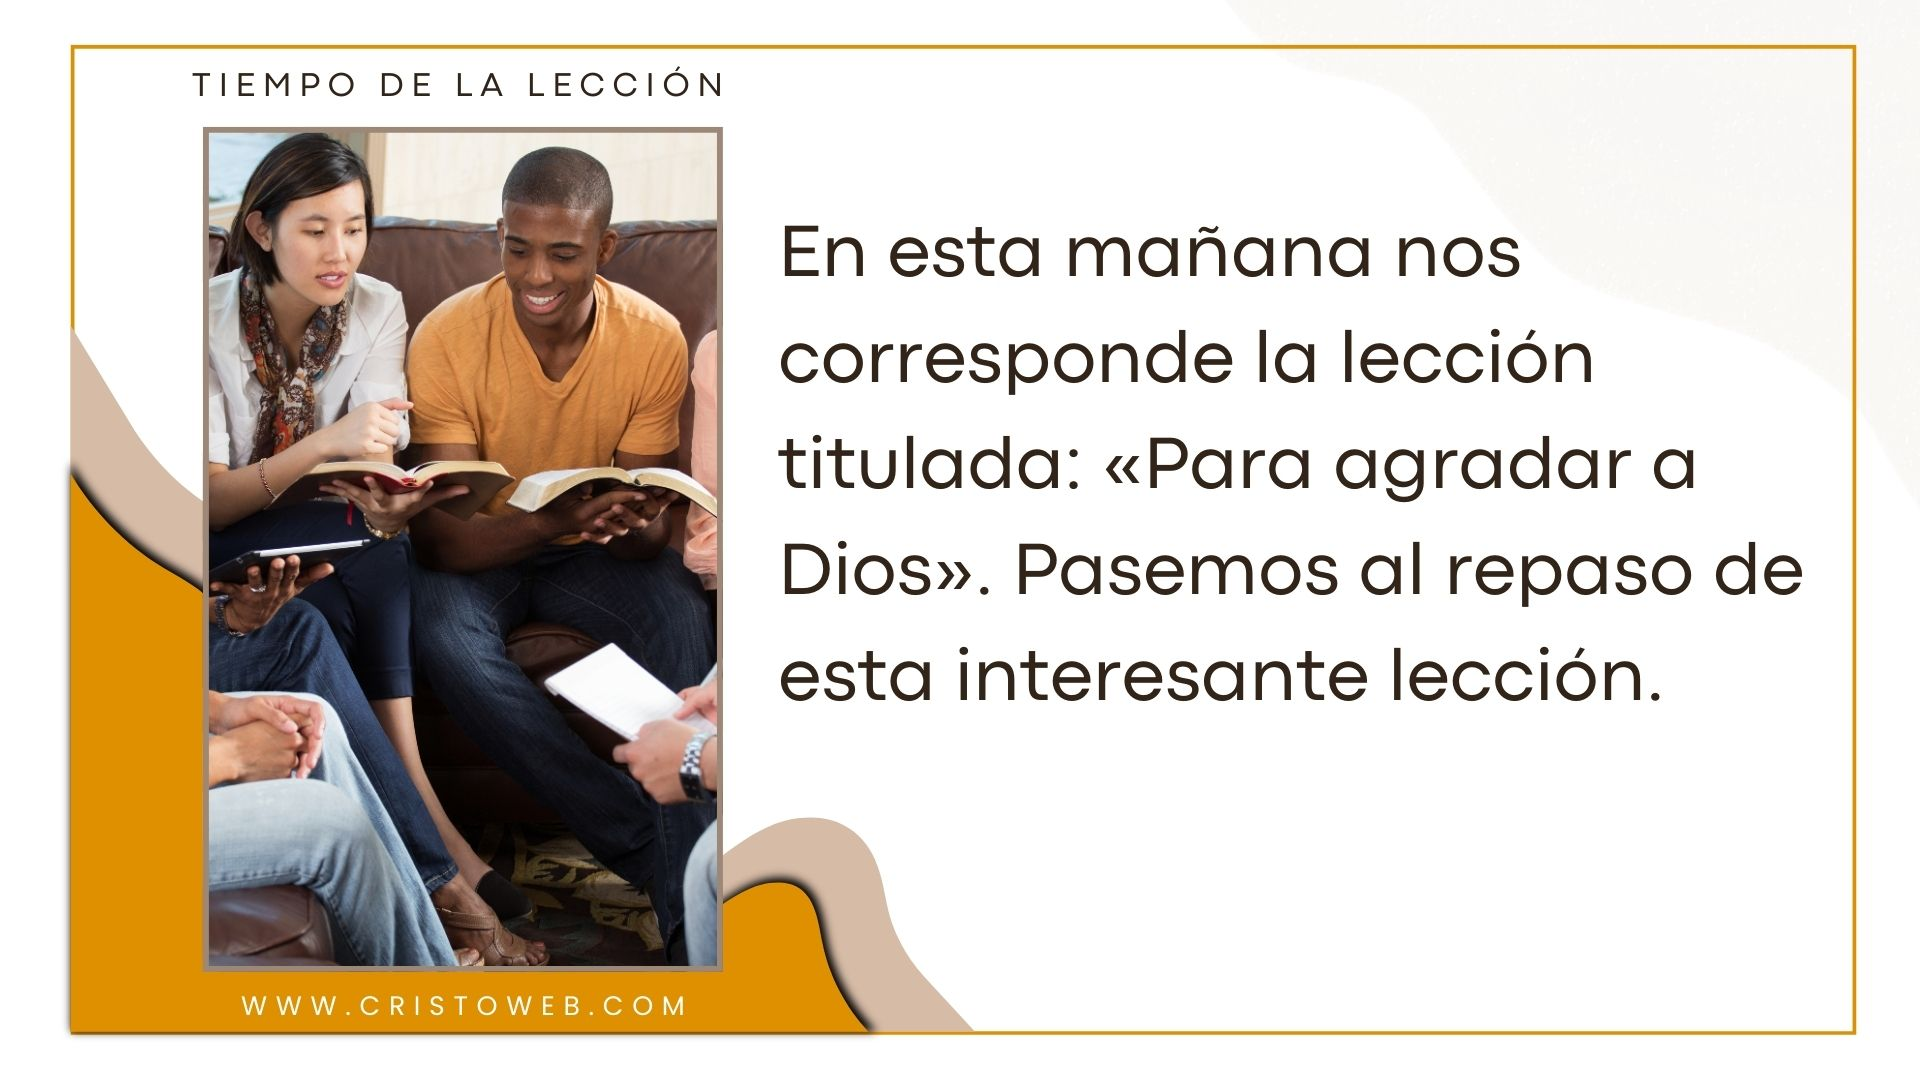 TIEMPO DE LA LECCIÓN
En esta mañana nos
corresponde la lección
titulada: «Para agradar a
Dios». Pasemos al repaso de
esta interesante lección.
WWW.CRISTOWEB.COM